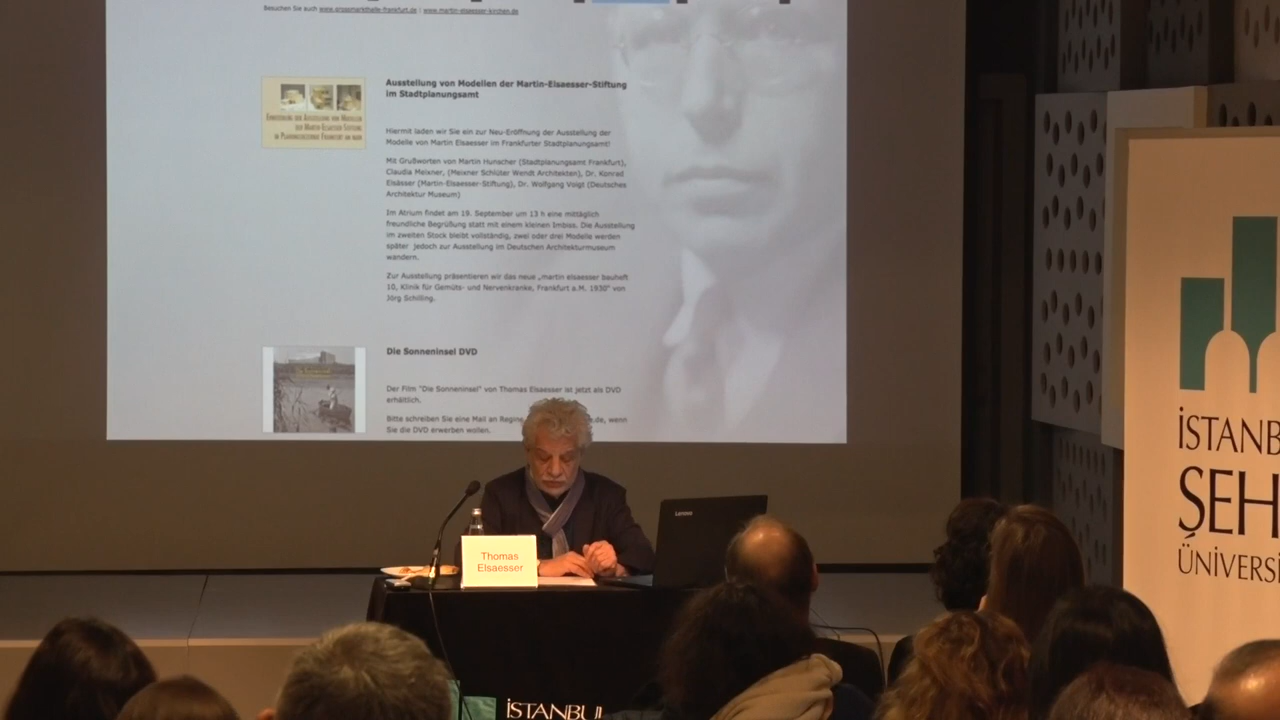 Besuchen Sie auch www.grossmarkthalle-frankfurt.de | www.martin-elsaesser-kirchen.de
Ausstellung von Modellen der Martin-Elsaesser-Stiftung
im Stadtplanungsamt
Hiermit laden wir Sie ein zur Neu-Eröffnung der Ausstellung der
Modelle von Martin Elsaesser im Frankfurter Stadtplanungsamt!
Mit Grußworten von Martin Hunscher (Stadtplanungsamt Frankfurt),
Claudia Meixner, (Meixner Schlüter Wendt Architekten), Dr. Konrad
Elsässer (Martin-Elsaesser-Stiftung), Dr. Wolfgang Voigt (Deutsches
Architektur Museum)
Im Atrium findet am 19. September um 13 h eine mittäglich
freundliche Begrüßung statt mit einem kleinen Imbiss. Die Ausstellung
im zweiten Stock bleibt vollständig, zwei oder drei Modelle werden
später jedoch zur Ausstellung im Deutschen Architekturmuseum
wandern.
Zur Ausstellung präsentieren wir das neue „martin elsaesser bauheft
10, Klinik für Gemüts- und Nervenkranke, Frankfurt a.M. 1930" von
Jörg Schilling.
Die Sonneninsel DVD
Der Film "Die Sonneninsel" von Thomas Elsaesser ist jetzt als DVD
erhältlich.
Bitte schreiben Sie eine Mail an Regine .de, wenn
Sie die DVD erwerben wollen.
Lenovo
Thomas
Elsaesser
İSTANB
ŞEH
ÜNİVERSİ
İSTANBUL